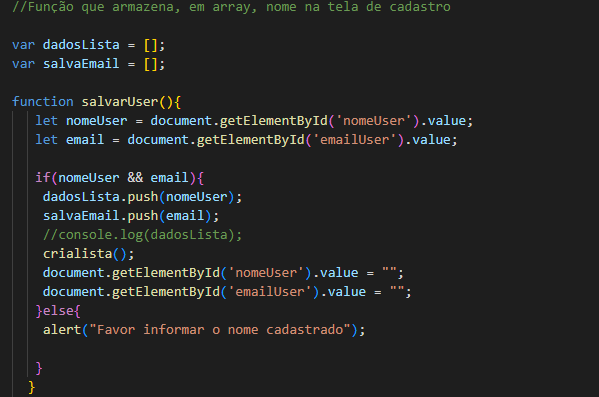 //Função que armazena, em array, nome na tela de cadastro
var dadosLista = [];
var salvaEmail = [];
function salvarUser(){
let nomeUser = document.getElementById('nomeUser').value;
let email = document.getElementById('emailUser').value;
if(nomeUser && email){
dadosLista.push(nomeUser);
salvaEmail.push(email);
//console.log(dadosLista);
crialista();
document.getElementById('nomeUser').value = "";
document.getElementById('emailUser').value = "";
}else{
alert("Favor informar o nome cadastrado");
}
}